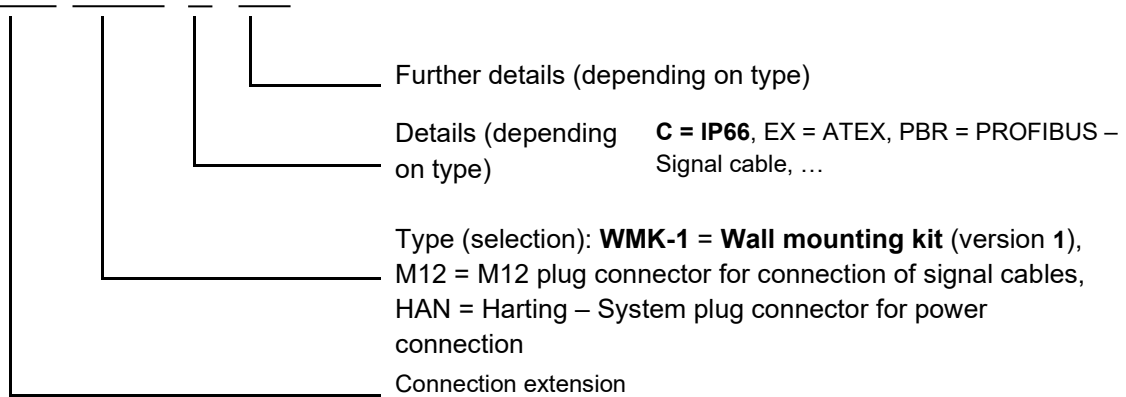 Further details (depending on type)
Details (depending
on type)
C = IP66, EX = ATEX, PBR = PROFIBUS –
Signal cable, …
Type (selection): WMK-1 = Wall mounting kit (version 1),
M12 = M12 plug connector for connection of signal cables,
HAN = Harting – System plug connector for power
connection
Connection extension